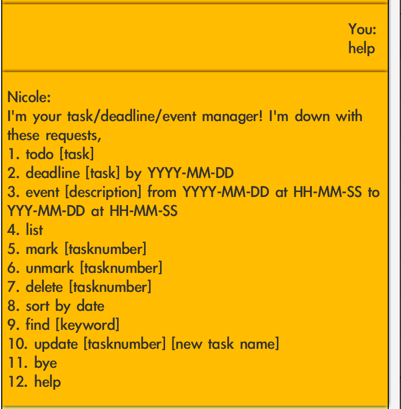 You:
help
Nicole:
I'm your task/deadline/event manager! I'm down with
these requests,
1. todo [task]
2. deadline [task] by YYYY-MM-DD
3. event [description] from YYYY-MM-DD at HH-MM-SS to
YYY-MM-DD at HH-MM-SS
4. list
5. mark [tasknumber]
6. unmark [tasknumber]
7. delete [tasknumber]
8. sort by date
9. find [keyword]
10. update [tasknumber] [new task name]
11. bye
12. help